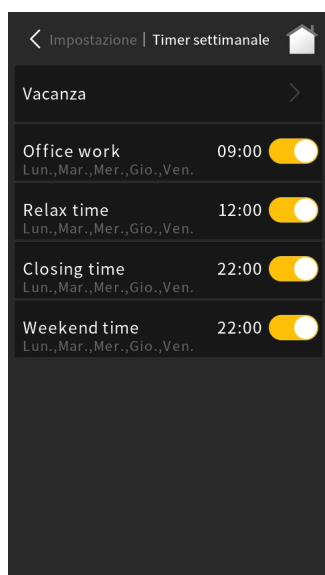 Impostazione | Timer settimanale
Vacanza
Office work 09:00
Lun.,Mar.,Mer.,Gio.,Ven.
Relax time 12:00
Lun.,Mar.,Mer.,Gio.,Ven.
Closing time 22:00
Lun.,Mar.,Mer.,Gio.,Ven.
Weekend time 22:00
Lun.,Mar.,Mer.,Gio.,Ven.